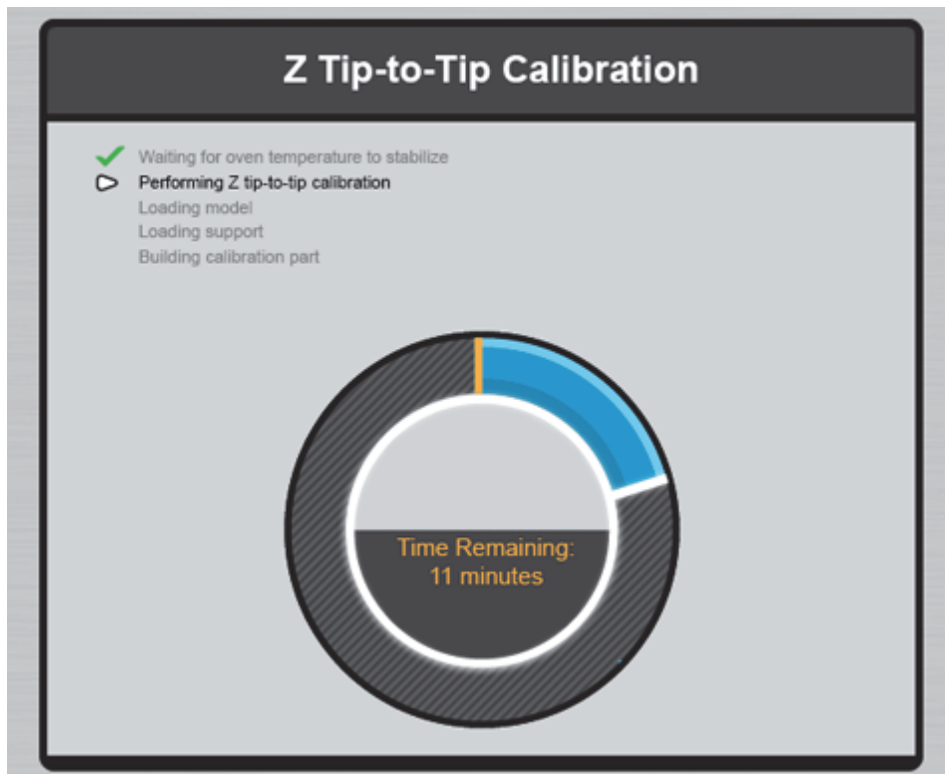 Z Tip-to-Tip Calibration
Waiting for oven temperature to stabilize
Performing Z tip-to-tip calibration
Loading model
Loading support
Building calibration part
Time Remaining:
11 minutes